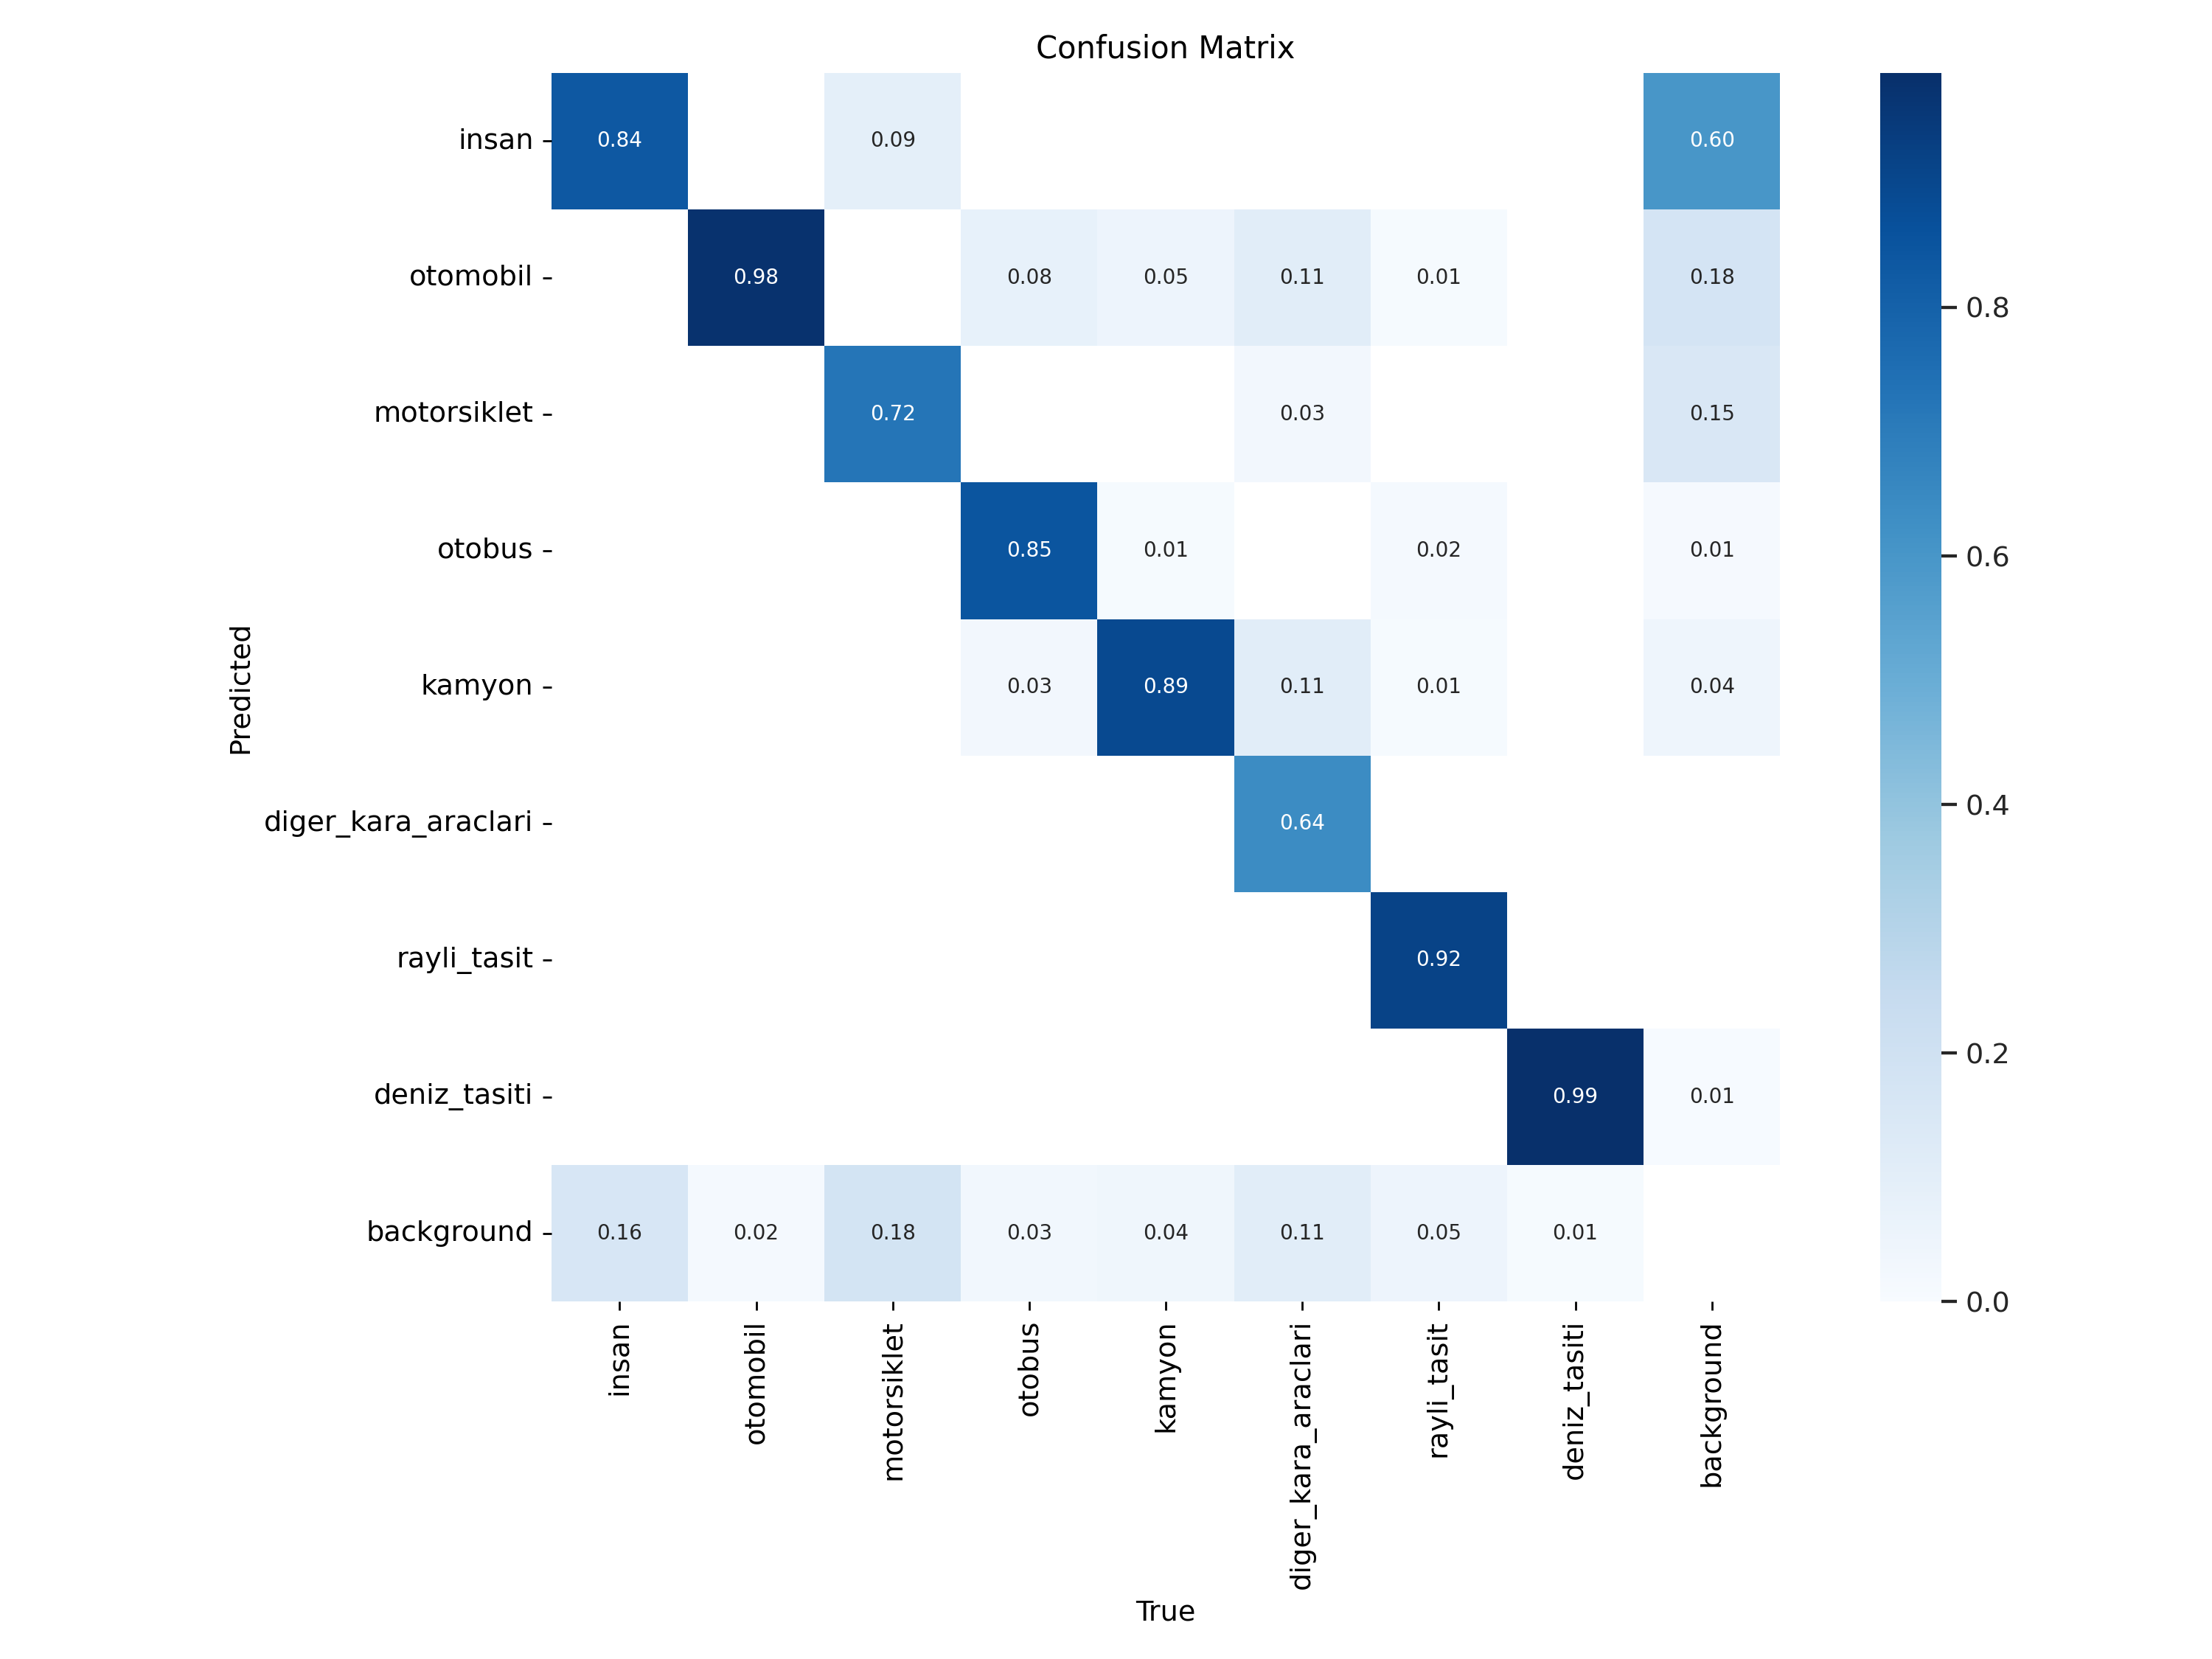 Confusion Matrix
insan 0.84 0.09 0.60
otomobil 0.98 0.08 0.05 0.11 0.01 0.18
motorsiklet 0.72 0.03 0.15
otobus 0.85 0.01 0.02 0.01
kamyon 0.03 0.89 0.11 0.01 0.04
diger_kara_araclari 0.64
rayli_tasit 0.92
deniz_tasiti 0.99 0.01
background 0.16 0.02 0.18 0.03 0.04 0.11 0.05 0.01
Predicted
insan
otomobil
motorsiklet
otobus
kamyon
diger_kara_araclari
rayli_tasit
deniz_tasiti
background
True
0.8
0.6
0.4
0.2
0.0